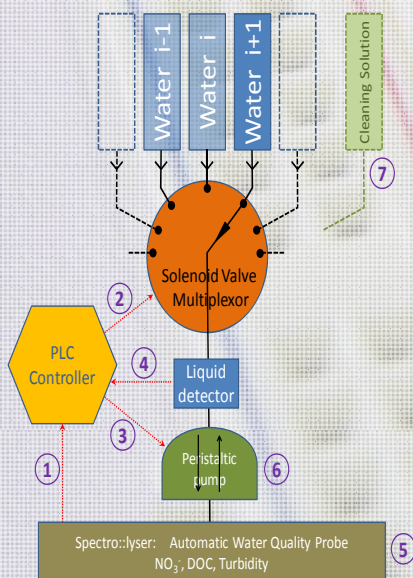 Water i-1
Water i
Water i+1
Cleaning Solution
7
Solenoid Valve
Multiplexor
2
PLC
Controller
4
Liquid
detector
3
Peristaltic
pump
6
1
Spectro::lyser: Automatic Water Quality Probe
NO₃⁻, DOC, Turbidity
5